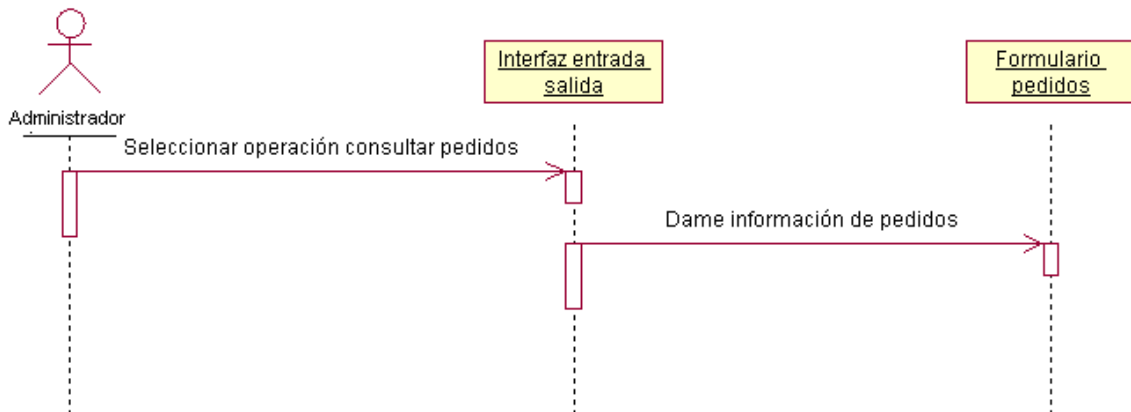 Interfaz entrada
salida
Formulario
pedidos
Administrador
Seleccionar operación consultar pedidos
Dame información de pedidos